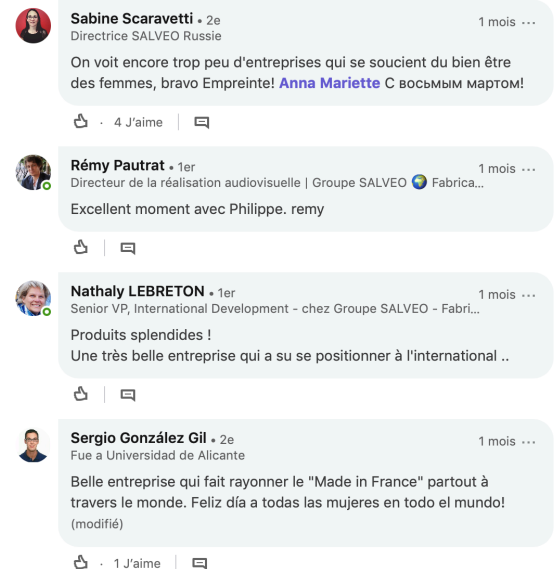 Sabine Scaravetti • 2e
1 mois ...
Directrice SALVEO Russie
On voit encore trop peu d'entreprises qui se soucient du bien être
des femmes, bravo Empreinte! Anna Mariette С восьмым мартом!
4 J'aime
Rémy Pautrat • 1er
1 mois ...
Directeur de la réalisation audiovisuelle | Groupe SALVEO 🌍 Fabrica...
Excellent moment avec Philippe. remy
Nathaly LEBRETON • 1er
1 mois ...
Senior VP, International Development - chez Groupe SALVEO - Fabri...
Produits splendides !
Une très belle entreprise qui a su se positionner à l'international ..
Sergio González Gil • 2e
1 mois ...
Fue a Universidad de Alicante
Belle entreprise qui fait rayonner le "Made in France" partout à
travers le monde. Feliz día a todas las mujeres en todo el mundo!
(modifié)
1 J'aime